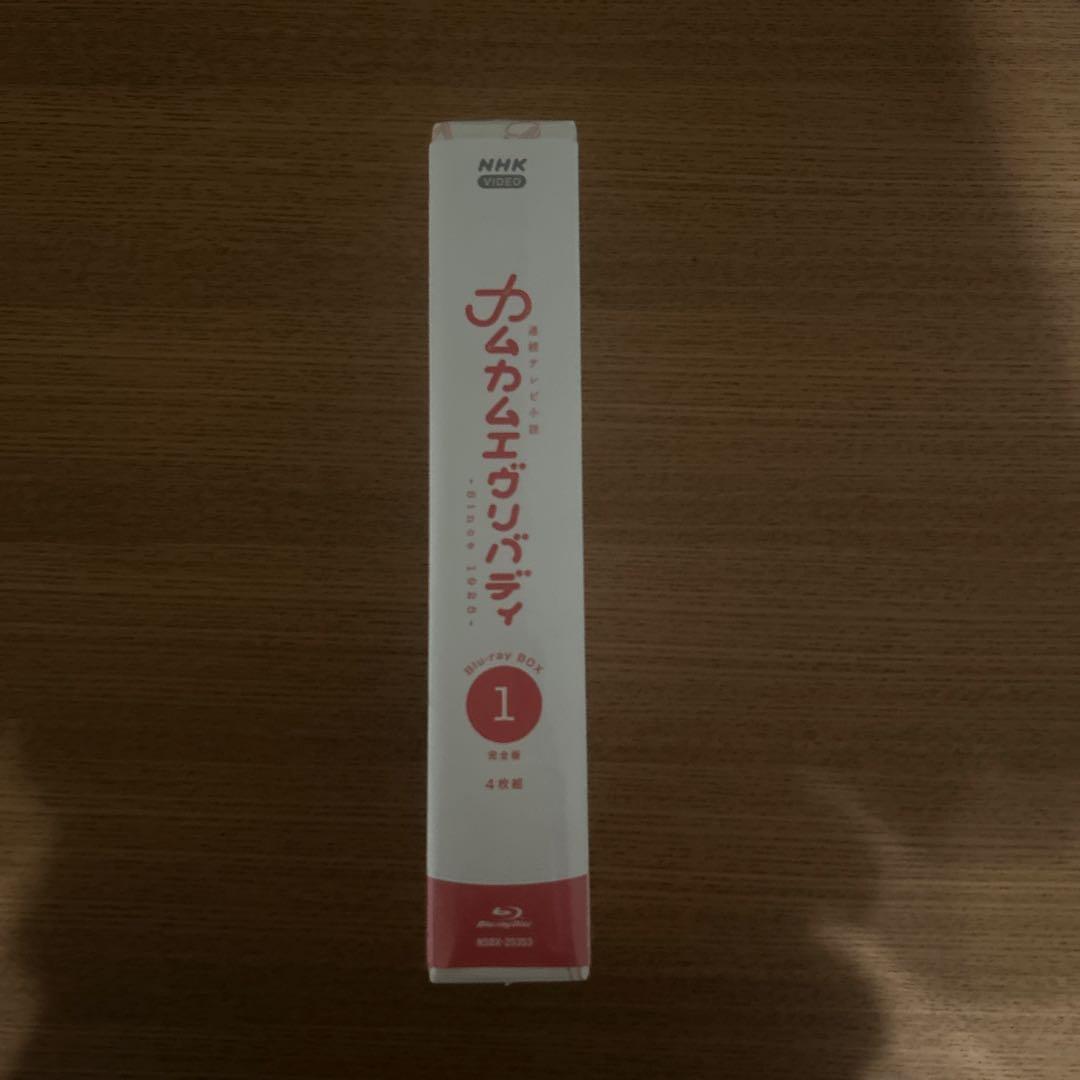 NHK
VIDEO
連続テレビ小説
カムカムエヴリバディ
-Since 1925-
Blu-ray BOX
1
完全版
4枚組
Blu-ray Disc
NSBX-25353